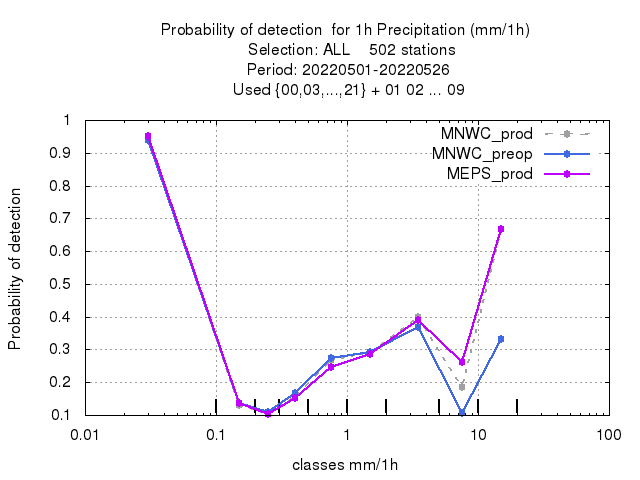 Probability of detection  for 1h Precipitation (mm/1h)
Selection: ALL    502 stations
Period: 20220501-20220526
Used {00,03,...,21} + 01 02 ... 09
MNWC_prod
MNWC_preop
MEPS_prod
Probability of detection
1
0.9
0.8
0.7
0.6
0.5
0.4
0.3
0.2
0.1
0.01 0.1 1 10 100
classes mm/1h